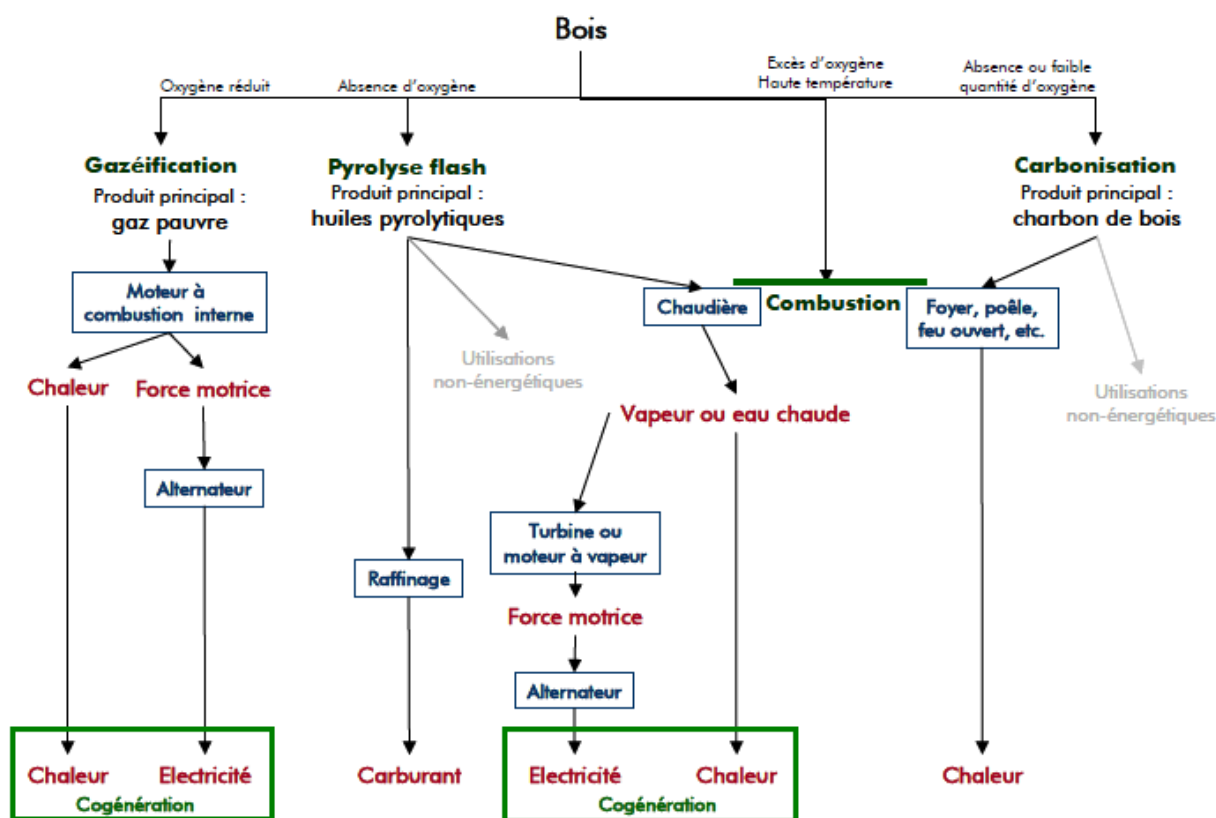 Bois
Oxygène réduit
Absence d'oxygène
Excès d'oxygène
Haute température
Absence ou faible
quantité d'oxygène
Gazéification
Produit principal :
gaz pauvre
Pyrolyse flash
Produit principal :
huiles pyrolytiques
Carbonisation
Produit principal :
charbon de bois
Moteur à
combustion interne
Chaudière
Combustion
Foyer, poêle,
feu ouvert, etc.
Utilisations
non-énergétiques
Chaleur
Force motrice
Vapeur ou eau chaude
Utilisations
non-énergétiques
Alternateur
Turbine ou
moteur à vapeur
Raffinage
Force motrice
Alternateur
Chaleur
Electricité
Cogénération
Carburant
Electricité
Chaleur
Cogénération
Chaleur